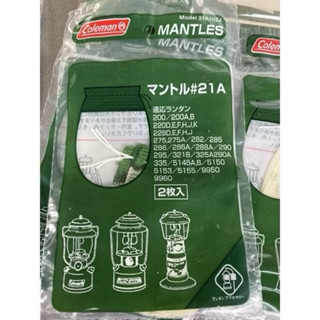 Coleman
Model 21A102J
MANTLES
MANTLES
マントル#21A
適応ランタン
200/200A,B
220D,E,F,H,J,K
228D,E,F,H,J
275,275A/282/285
286/286A/288A/290
295/321B/325A290A
335/5145A,B/5150
5153/5155/9950
9960
2枚入
ランタンアクセサリー